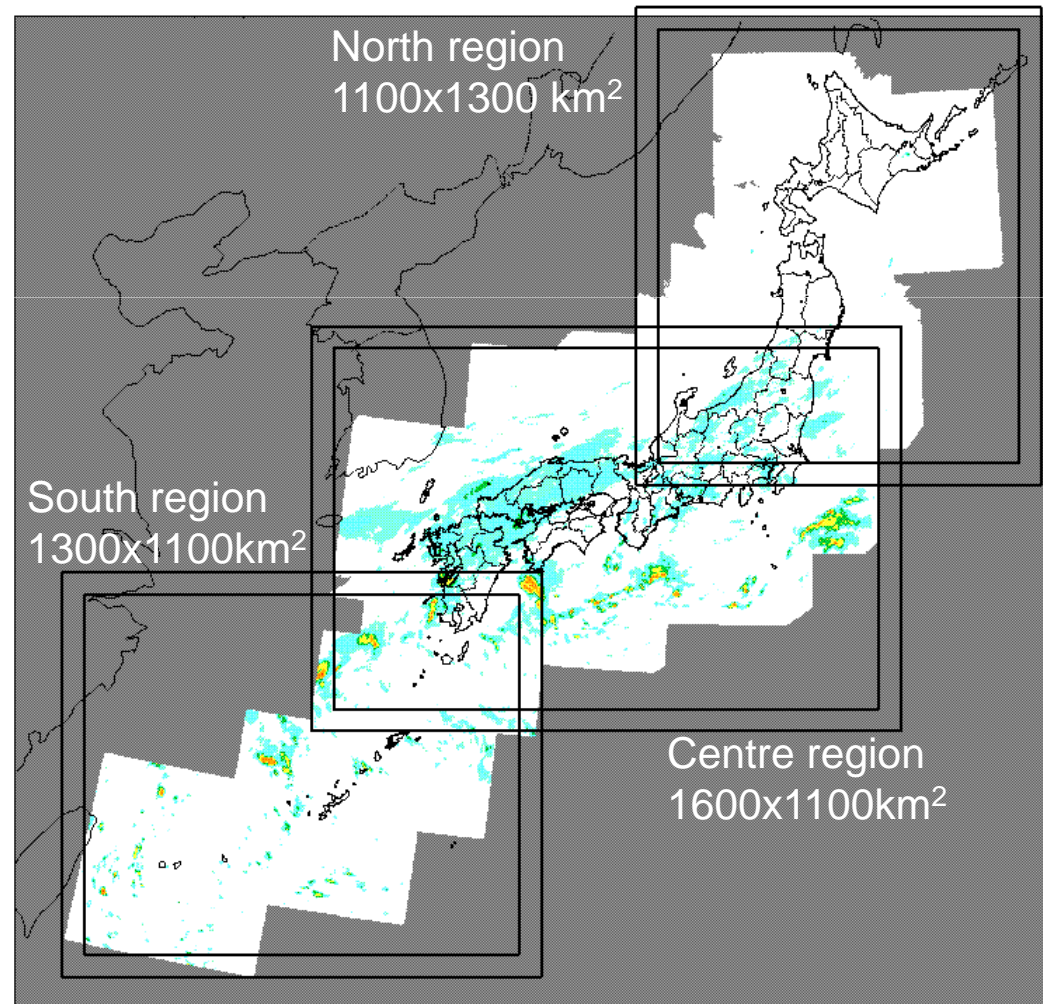 North region
1100x1300 km²
South region
1300x1100km²
Centre region
1600x1100km²